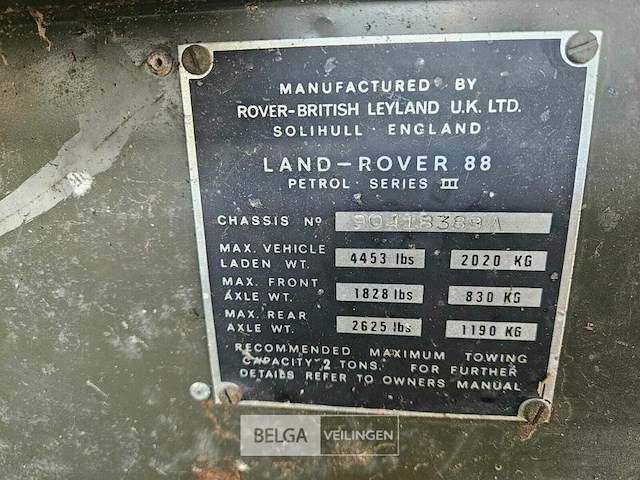 MANUFACTURED BY
ROVER-BRITISH LEYLAND U.K. LTD.
SOLIHULL · ENGLAND
LAND-ROVER 88
PETROL · SERIES III
CHASSIS Nº 90418389A
MAX. VEHICLE LADEN WT. 4453 lbs 2020 KG
MAX. FRONT AXLE WT. 1828 lbs 830 KG
MAX. REAR AXLE WT. 2625 lbs 1190 KG
RECOMMENDED MAXIMUM TOWING
CAPACITY 2 TONS. FOR FURTHER
DETAILS REFER TO OWNERS MANUAL
BELGA VEILINGEN